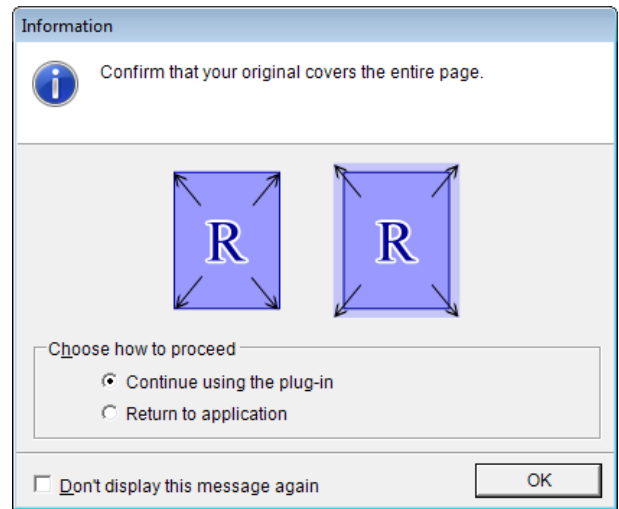 Information
Confirm that your original covers the entire page.
R R
Choose how to proceed
Continue using the plug-in
Return to application
Don't display this message again
OK